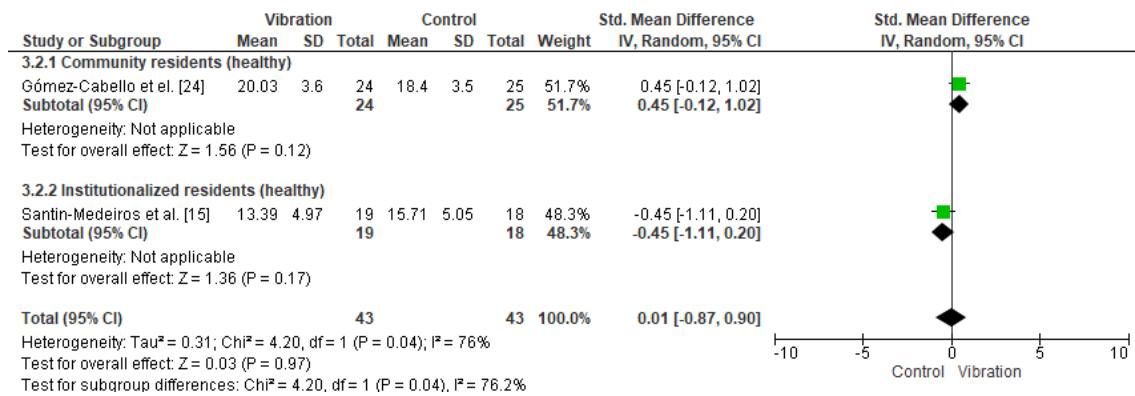 Vibration Control Std. Mean Difference Std. Mean Difference
Study or Subgroup Mean SD Total Mean SD Total Weight IV, Random, 95% CI IV, Random, 95% CI
3.2.1 Community residents (healthy)
Gómez-Cabello et el. [24] 20.03 3.6 24 18.4 3.5 25 51.7% 0.45 [-0.12, 1.02]
Subtotal (95% CI) 24 25 51.7% 0.45 [-0.12, 1.02]
Heterogeneity: Not applicable
Test for overall effect: Z = 1.56 (P = 0.12)
3.2.2 Institutionalized residents (healthy)
Santin-Medeiros et al. [15] 13.39 4.97 19 15.71 5.05 18 48.3% -0.45 [-1.11, 0.20]
Subtotal (95% CI) 19 18 48.3% -0.45 [-1.11, 0.20]
Heterogeneity: Not applicable
Test for overall effect: Z = 1.36 (P = 0.17)
Total (95% CI) 43 43 100.0% 0.01 [-0.87, 0.90]
Heterogeneity: Tau² = 0.31; Chi² = 4.20, df = 1 (P = 0.04); I² = 76%
Test for overall effect: Z = 0.03 (P = 0.97)
Test for subgroup differences: Chi² = 4.20, df = 1 (P = 0.04), I² = 76.2%
-10 -5 0 5 10
Control Vibration